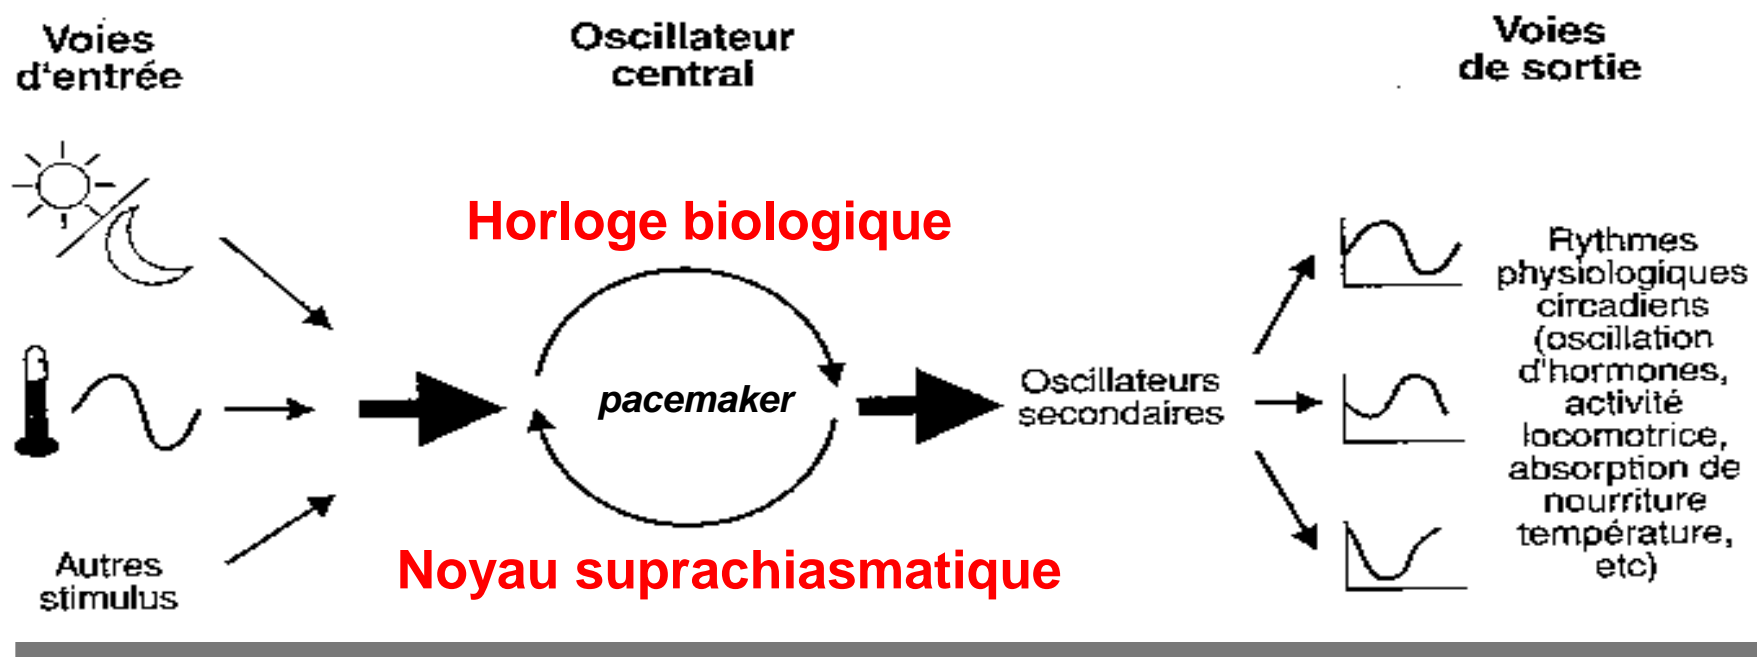 Voies
d'entrée
Oscillateur
central
Voies
de sortie
Horloge biologique
pacemaker
Noyau suprachiasmatique
Autres
stimulus
Oscillateurs
secondaires
Rythmes
physiologiques
circadiens
(oscillation
d'hormones,
activité
locomotrice,
absorption de
nourriture
température,
etc)